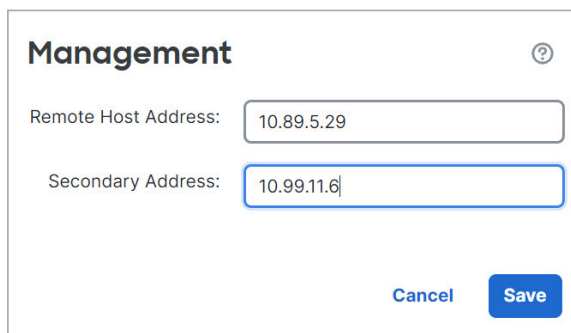 Management
Remote Host Address: 10.89.5.29
Secondary Address: 10.99.11.6
Cancel Save